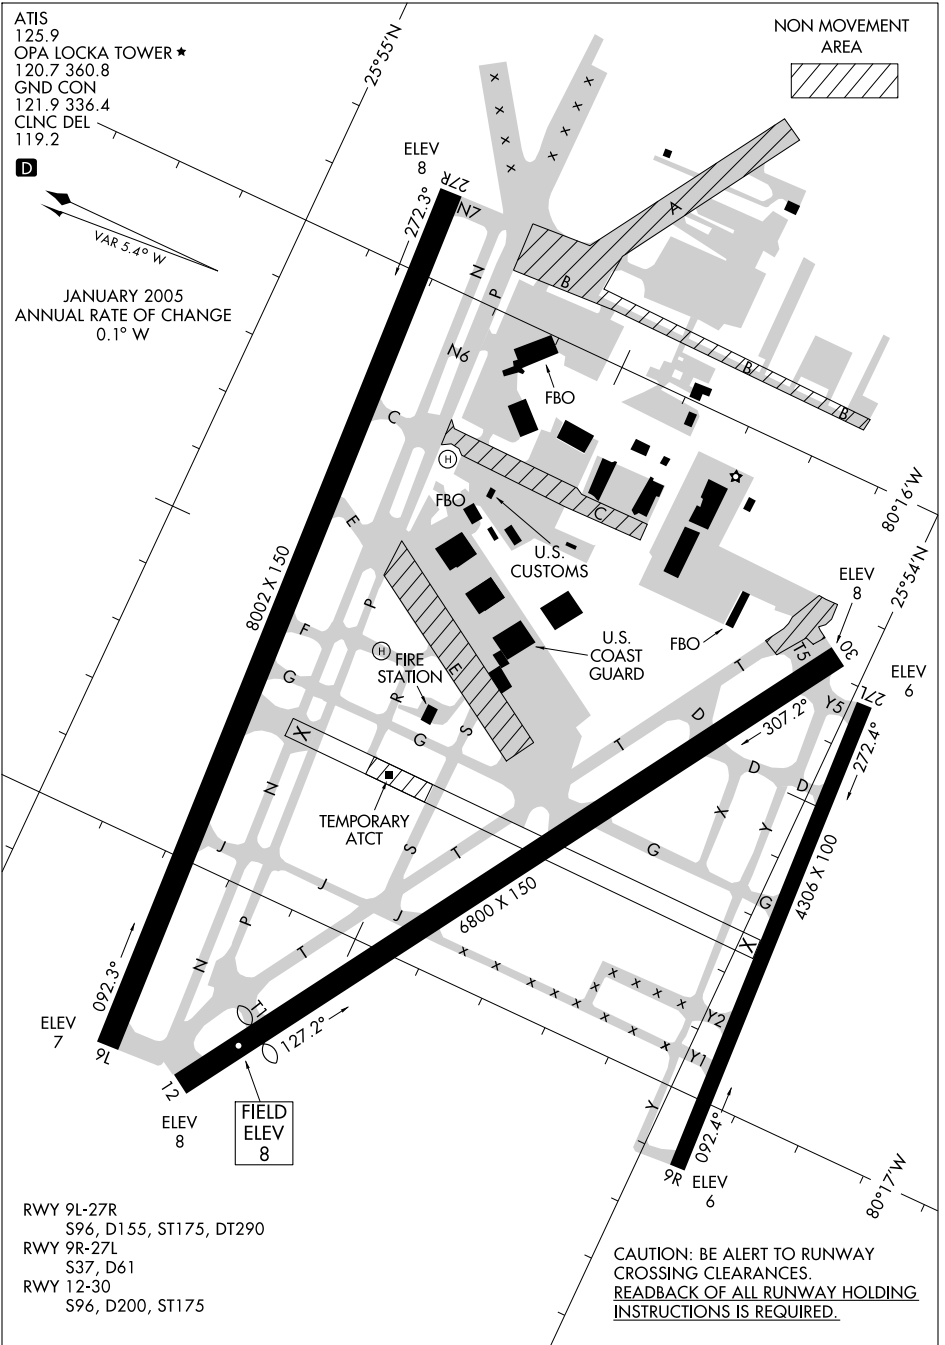 ATIS
125.9
OPA LOCKA TOWER ★
120.7 360.8
GND CON
121.9 336.4
CLNC DEL
119.2
D
VAR 5.4° W
JANUARY 2005
ANNUAL RATE OF CHANGE
0.1° W
25°55'N
NON MOVEMENT
AREA
ELEV
8
27R
272.3°
N7
x
x
x
x
x
x
x
x
A
N
P
B
B
B
N6
FBO
C
H
C
FBO
U.S.
CUSTOMS
E
80°16'W
25°54'N
8002 X 150
ELEV
8
P
F
H
FIRE
STATION
E
U.S.
COAST
GUARD
FBO
30
T5
T
ELEV
6
27L
Y5
G
R
G
S
D
T
307.2°
272.4°
X
D
D
N
TEMPORARY
ATCT
X
Y
J
S
T
G
4306 X 100
J
G
6800 X 150
J
P
T
X
N
x
x
x
x
x
x
x
x
x
x
x
x
x
092.3°
T1
Y2
ELEV
7
9L
127.2°
Y1
12
ELEV
8
FIELD
ELEV
8
Y
092.4°
9R
ELEV
6
80°17'W
RWY 9L-27R
S96, D155, ST175, DT290
RWY 9R-27L
S37, D61
RWY 12-30
S96, D200, ST175
CAUTION: BE ALERT TO RUNWAY
CROSSING CLEARANCES.
READBACK OF ALL RUNWAY HOLDING
INSTRUCTIONS IS REQUIRED.